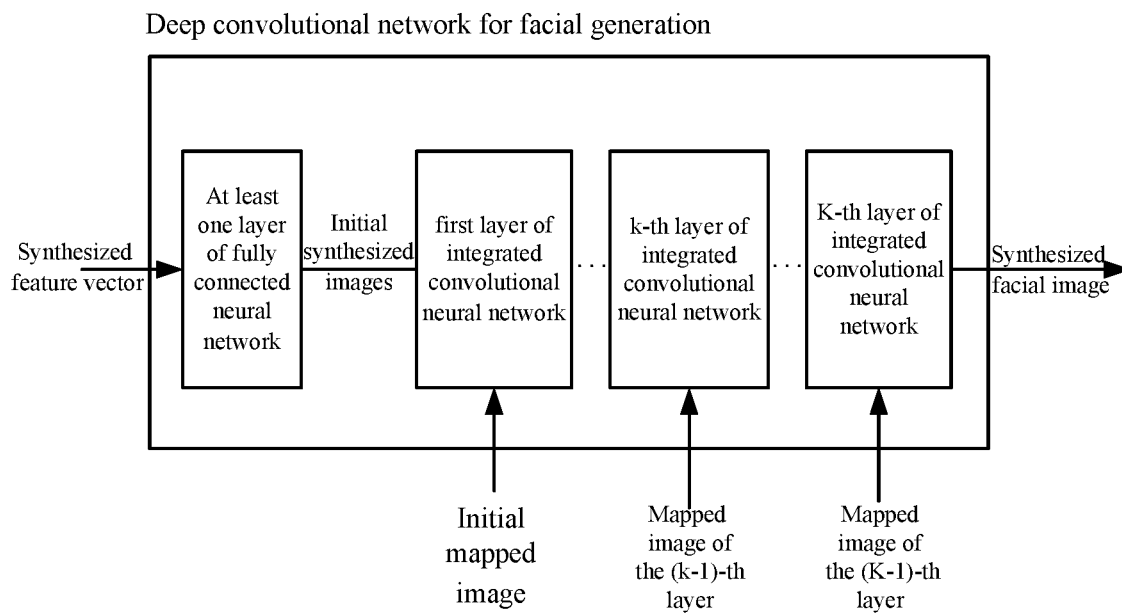 Deep convolutional network for facial generation
Synthesized
feature vector
At least
one layer
of fully
connected
neural
network
Initial
synthesized
images
first layer of
integrated
convolutional
neural network
...
k-th layer of
integrated
convolutional
neural network
...
K-th layer of
integrated
convolutional
neural
network
Synthesized
facial image
Initial
mapped
image
Mapped
image of
the (k-1)-th
layer
Mapped
image of
the (K-1)-th
layer